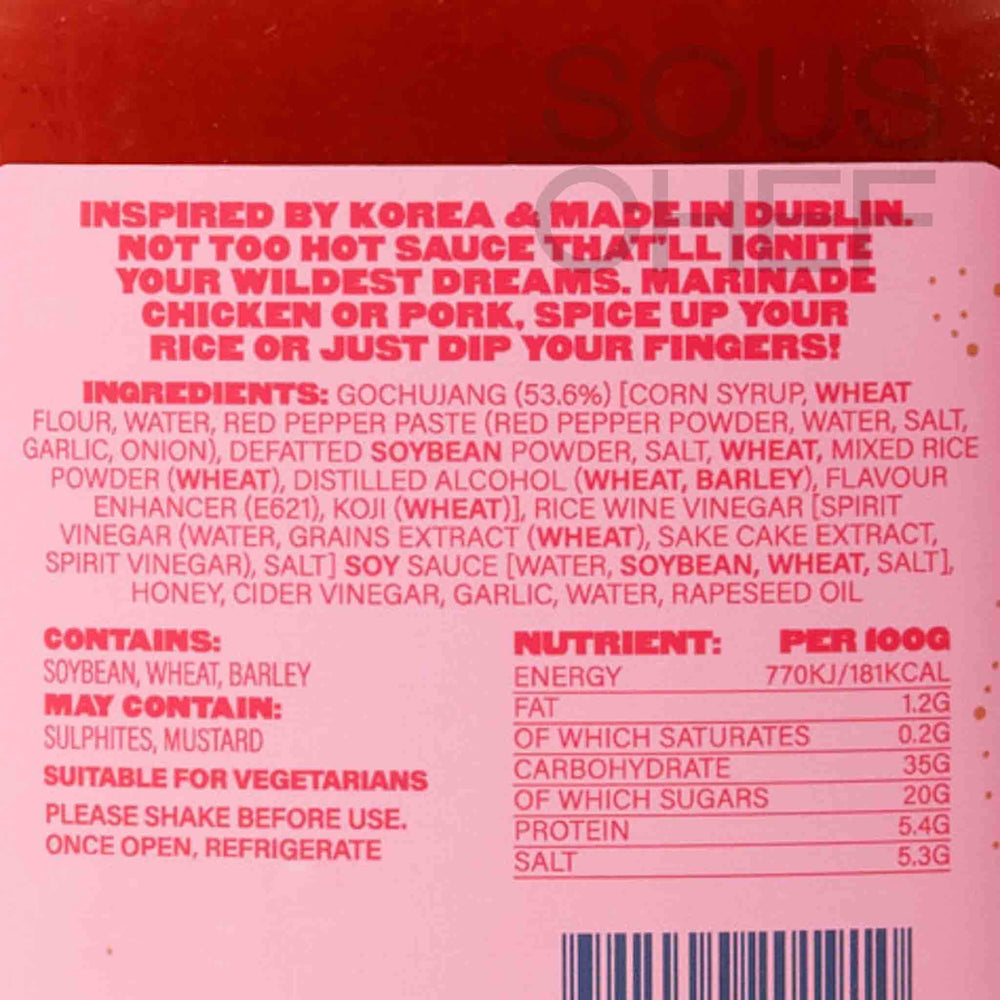 SOUS
CHEF
INSPIRED BY KOREA & MADE IN DUBLIN.
NOT TOO HOT SAUCE THAT'LL IGNITE
YOUR WILDEST DREAMS. MARINADE
CHICKEN OR PORK, SPICE UP YOUR
RICE OR JUST DIP YOUR FINGERS!
INGREDIENTS: GOCHUJANG (53.6%) [CORN SYRUP, WHEAT
FLOUR, WATER, RED PEPPER PASTE (RED PEPPER POWDER, WATER, SALT,
GARLIC, ONION), DEFATTED SOYBEAN POWDER, SALT, WHEAT, MIXED RICE
POWDER (WHEAT), DISTILLED ALCOHOL (WHEAT, BARLEY), FLAVOUR
ENHANCER (E621), KOJI (WHEAT)], RICE WINE VINEGAR [SPIRIT
VINEGAR (WATER, GRAINS EXTRACT (WHEAT), SAKE CAKE EXTRACT,
SPIRIT VINEGAR), SALT] SOY SAUCE [WATER, SOYBEAN, WHEAT, SALT],
HONEY, CIDER VINEGAR, GARLIC, WATER, RAPESEED OIL
CONTAINS:
SOYBEAN, WHEAT, BARLEY
MAY CONTAIN:
SULPHITES, MUSTARD
SUITABLE FOR VEGETARIANS
PLEASE SHAKE BEFORE USE.
ONCE OPEN, REFRIGERATE
NUTRIENT: PER 100G
ENERGY 770KJ/181KCAL
FAT 1.2G
OF WHICH SATURATES 0.2G
CARBOHYDRATE 35G
OF WHICH SUGARS 20G
PROTEIN 5.4G
SALT 5.3G